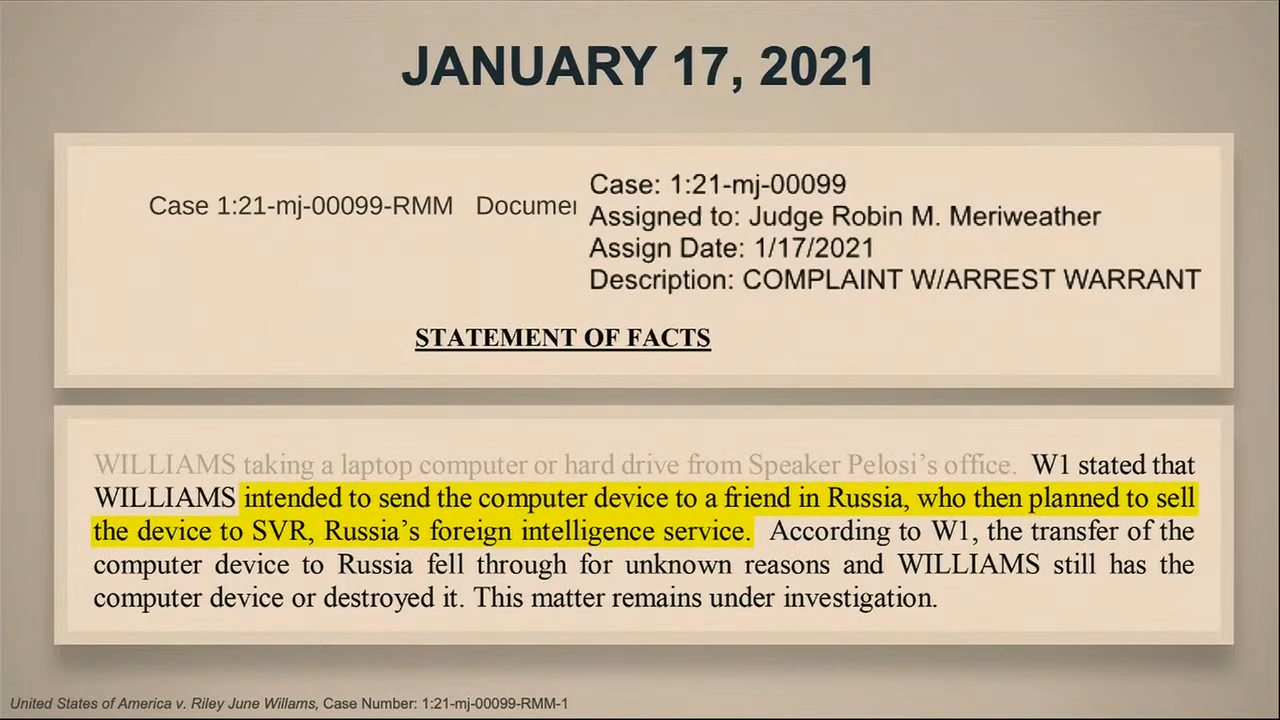 JANUARY 17, 2021
Case 1:21-mj-00099-RMM Documen
Case: 1:21-mj-00099
Assigned to: Judge Robin M. Meriweather
Assign Date: 1/17/2021
Description: COMPLAINT W/ARREST WARRANT
STATEMENT OF FACTS
WILLIAMS taking a laptop computer or hard drive from Speaker Pelosi's office. W1 stated that
WILLIAMS intended to send the computer device to a friend in Russia, who then planned to sell
the device to SVR, Russia's foreign intelligence service. According to W1, the transfer of the
computer device to Russia fell through for unknown reasons and WILLIAMS still has the
computer device or destroyed it. This matter remains under investigation.
United States of America v. Riley June Willams, Case Number: 1:21-mj-00099-RMM-1